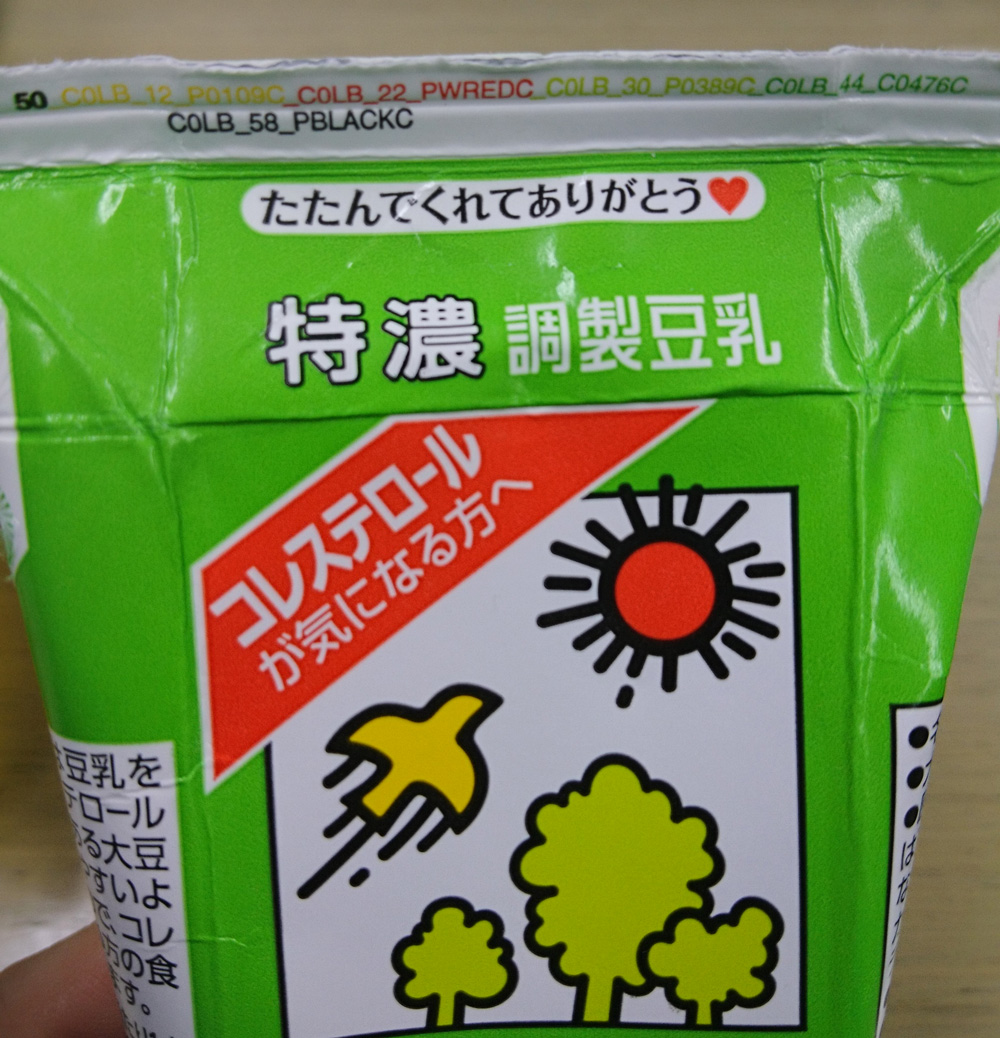 50 C0LB_12_P0109C_C0LB_22_PWREDC_C0LB_30_P0389C_C0LB_44_C0476C
C0LB_58_PBLACKC
たたんでくれてありがとう♥
特濃 調製豆乳
コレステロール
が気になる方へ
豆乳を
テロール
る大豆
すいよ
で、コレ
方の食
ます。
は